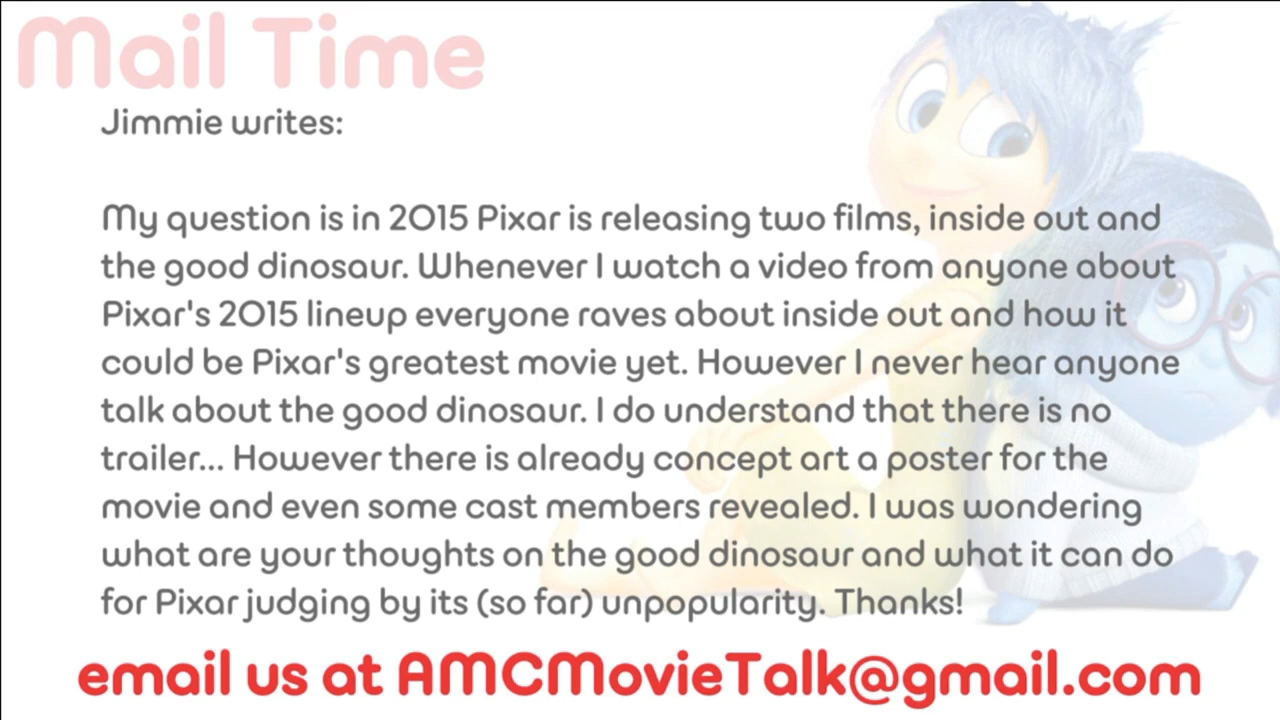 Mail Time
Jimmie writes:
My question is in 2015 Pixar is releasing two films, inside out and
the good dinosaur. Whenever I watch a video from anyone about
Pixar's 2015 lineup everyone raves about inside out and how it
could be Pixar's greatest movie yet. However I never hear anyone
talk about the good dinosaur. I do understand that there is no
trailer... However there is already concept art a poster for the
movie and even some cast members revealed. I was wondering
what are your thoughts on the good dinosaur and what it can do
for Pixar judging by its (so far) unpopularity. Thanks!
email us at AMCMovieTalk@gmail.com